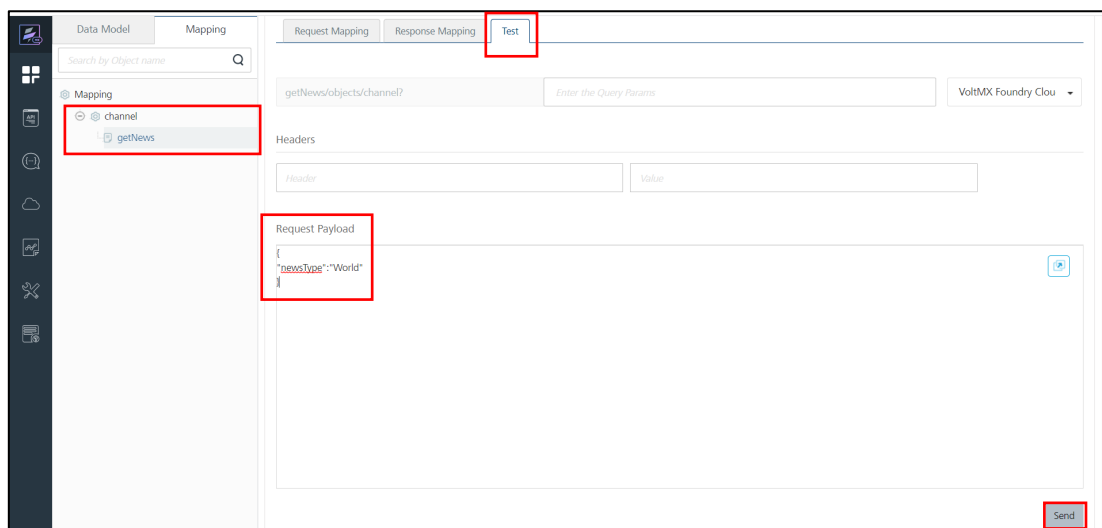 Data Model
Mapping
Search by Object name
Mapping
channel
getNews
Request Mapping
Response Mapping
Test
getNews/objects/channel?
Enter the Query Params
VoltMX Foundry Clou
Headers
Header
Value
Request Payload
{
"newsType":"World"
}
Send
API